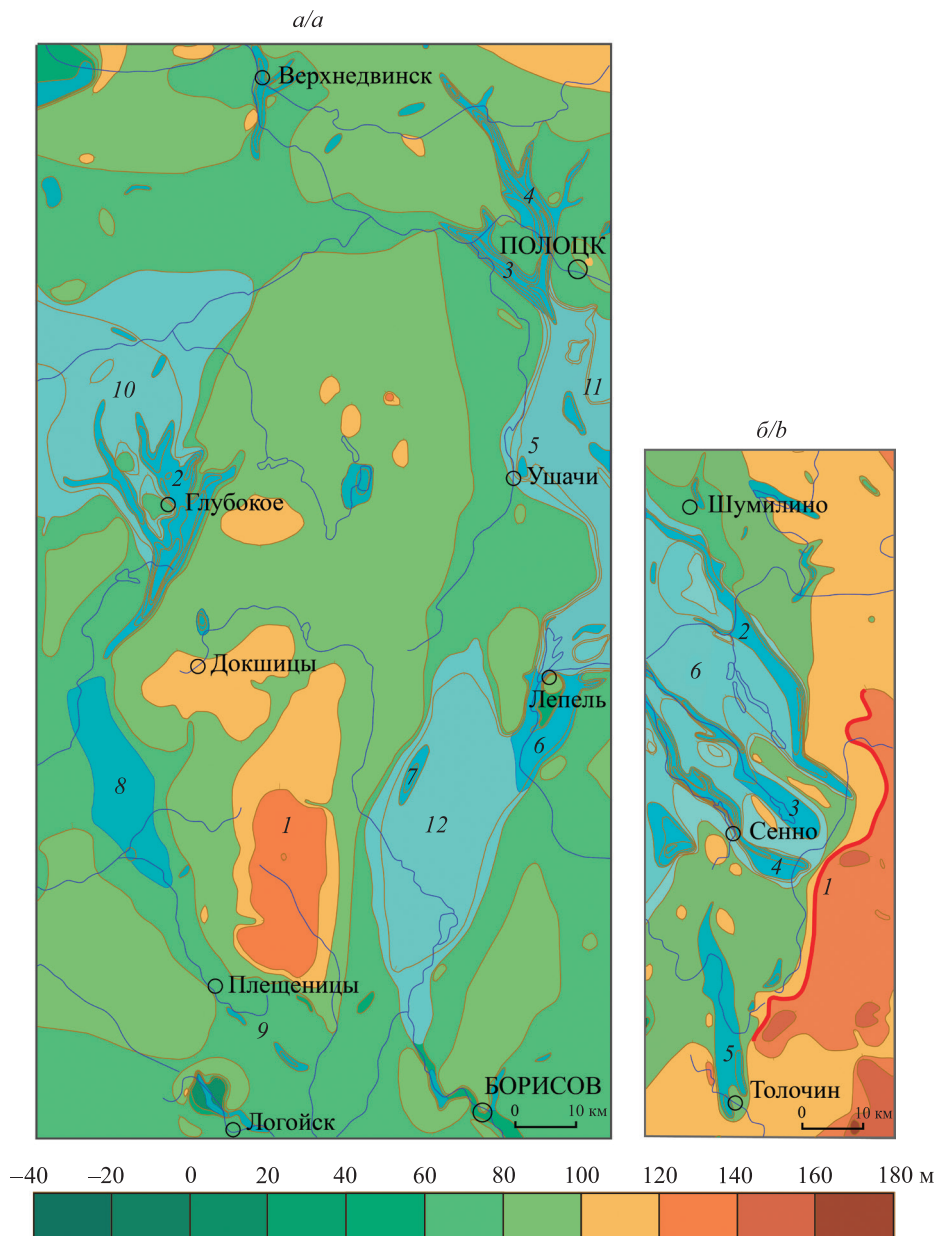 а/a
Верхнедвинск
4
ПОЛОЦК
3
10
11
5
2
Глубокое
Ушачи
Докшицы
Лепель
6
7
8
1
12
Плещеницы
9
БОРИСОВ
0 10 км
Логойск
б/b
Шумилино
2
6
3
Сенно
4
1
5
Толочин
0 10 км
–40 –20 0 20 40 60 80 100 120 140 160 180 м